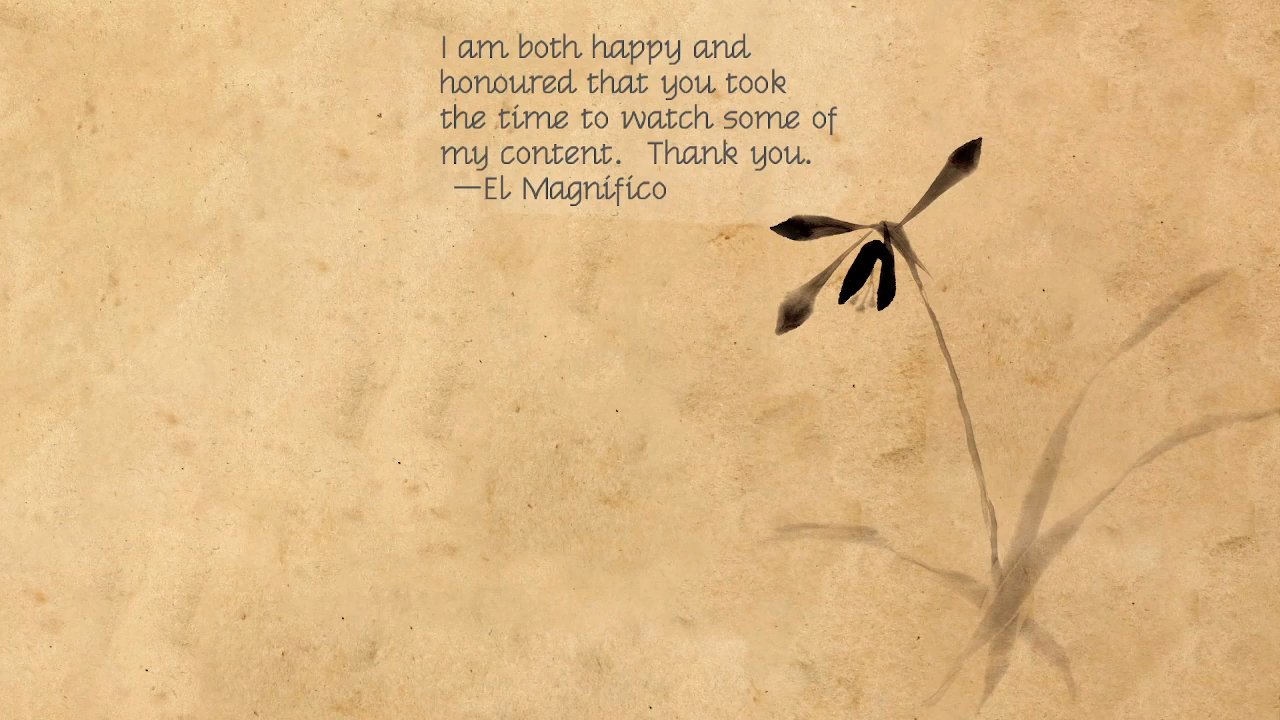 I am both happy and
honoured that you took
the time to watch some of
my content.  Thank you.
—El Magnifico